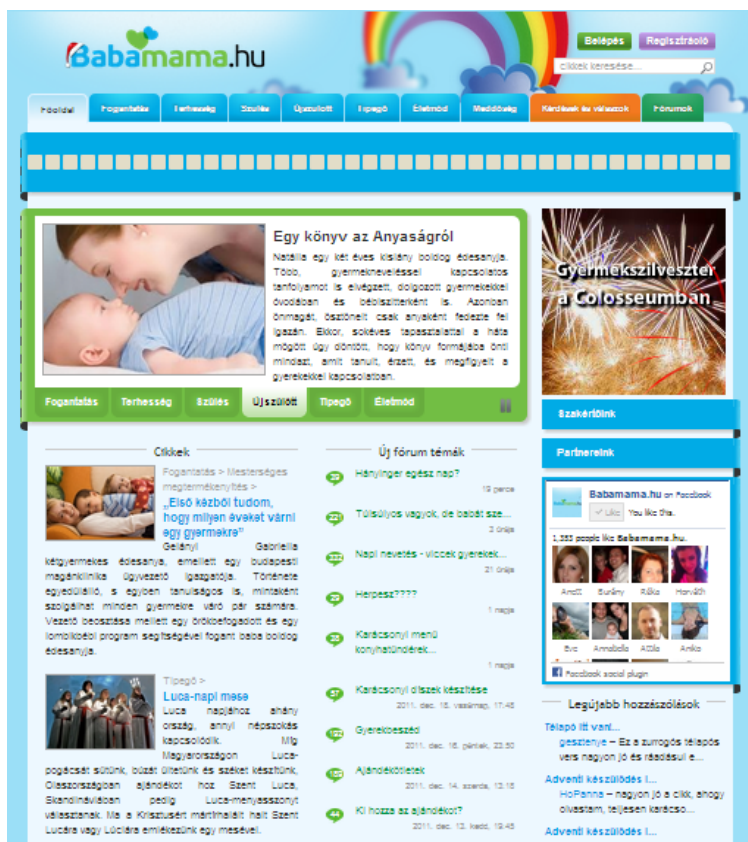 Babamama.hu
Belépés
Regisztráció
cikkek keresése...
Főoldal
Fogantatás
Terhesség
Szülés
Újszülött
Tipegő
Életmód
Meddőség
Kérdések és válaszok
Fórumok
Egy könyv az Anyaságról
Natália egy két éves kislány boldog édesanyja.
Több, gyermekneveléssel kapcsolatos
tanfolyamot is elvégzett, dolgozott gyermekekkel
óvodában és bébiszitterként is. Azonban
önmagát, ösztöneit csak anyaként fedezte fel
igazán. Ekkor, sokéves tapasztalattal a háta
mögött úgy döntött, hogy könyv formájába önti
mindazt, amit tanult, érzett, és megfigyelt a
gyerekekkel kapcsolatban.
Fogantatás
Terhesség
Szülés
Újszülött
Tipegő
Életmód
Gyermekszilveszter
a Colosseumban
Szakértőink
Partnereink
Cikkek
Fogantatás > Mesterséges
megtermékenyítés >
„Első kézből tudom,
hogy milyen éveket várni
egy gyermekre”
Gelányi Gabriella
kétgyermekes édesanya, emellett egy budapesti
magánklinika ügyvezető igazgatója. Története
egyedülálló, s egyben tanulságos is, mintaként
szolgálhat minden gyermekre váró pár számára.
Vezető beosztása mellett egy örökbefogadott és egy
lombikbébi program segítségével fogant baba boldog
édesanyja.
Tipegő >
Luca-napi mese
Luca napjához ahány
ország, annyi népszokás
kapcsolódik. Míg
Magyarországon Luca-
pogácsát sütünk, búzát ültetünk és széket készítünk,
Olaszországban ajándékot hoz Szent Luca,
Skandináviában pedig Luca-menyasszonyt
választanak. Ma a Krisztusért mártírhalált halt Szent
Lucára vagy Lúciára emlékezünk egy mesével.
Új fórum témák
Hányinger egész nap?
19 perce
Túlsúlyos vagyok, de babát sze...
2 órája
Napi nevetés - viccek gyerekek...
21 órája
Herpesz????
1 napja
Karácsonyi menü
konyhatündérek...
1 napja
57
Karácsonyi díszek készítése
2011. dec. 18. vasárnap, 17:48
Gyerekbeszéd
2011. dec. 16. péntek, 23:30
Ajándékötletek
2011. dec. 14. szerda, 13:18
44
Ki hozza az ajándékot?
2011. dec. 13. kedd, 19:45
Babamama.hu on Facebook
Like
You like this.
1,353 people like Babamama.hu.
Anett
Burány
Réka
Horváth
Eve
Annabella
Attila
Anika
Facebook social plugin
Legújabb hozzászólások
Télapó itt van!...
gesztenye – Ez a zurrogós télapós
vers nagyon jó és ráadásul e...
Adventi készülődés I...
HoPanna – nagyon jó a cikk, ahogy
olvastam, teljesen karácso...
Adventi készülődés I...